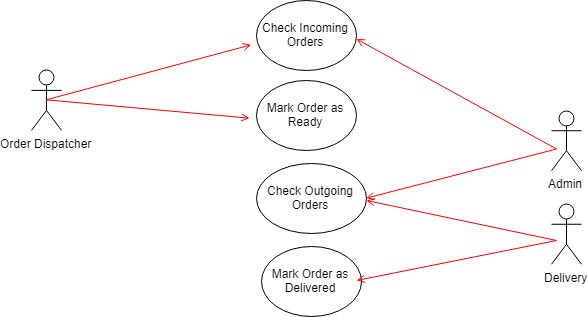 Check Incoming
Orders
Mark Order as
Ready
Order Dispatcher
Admin
Check Outgoing
Orders
Mark Order as
Delivered
Delivery